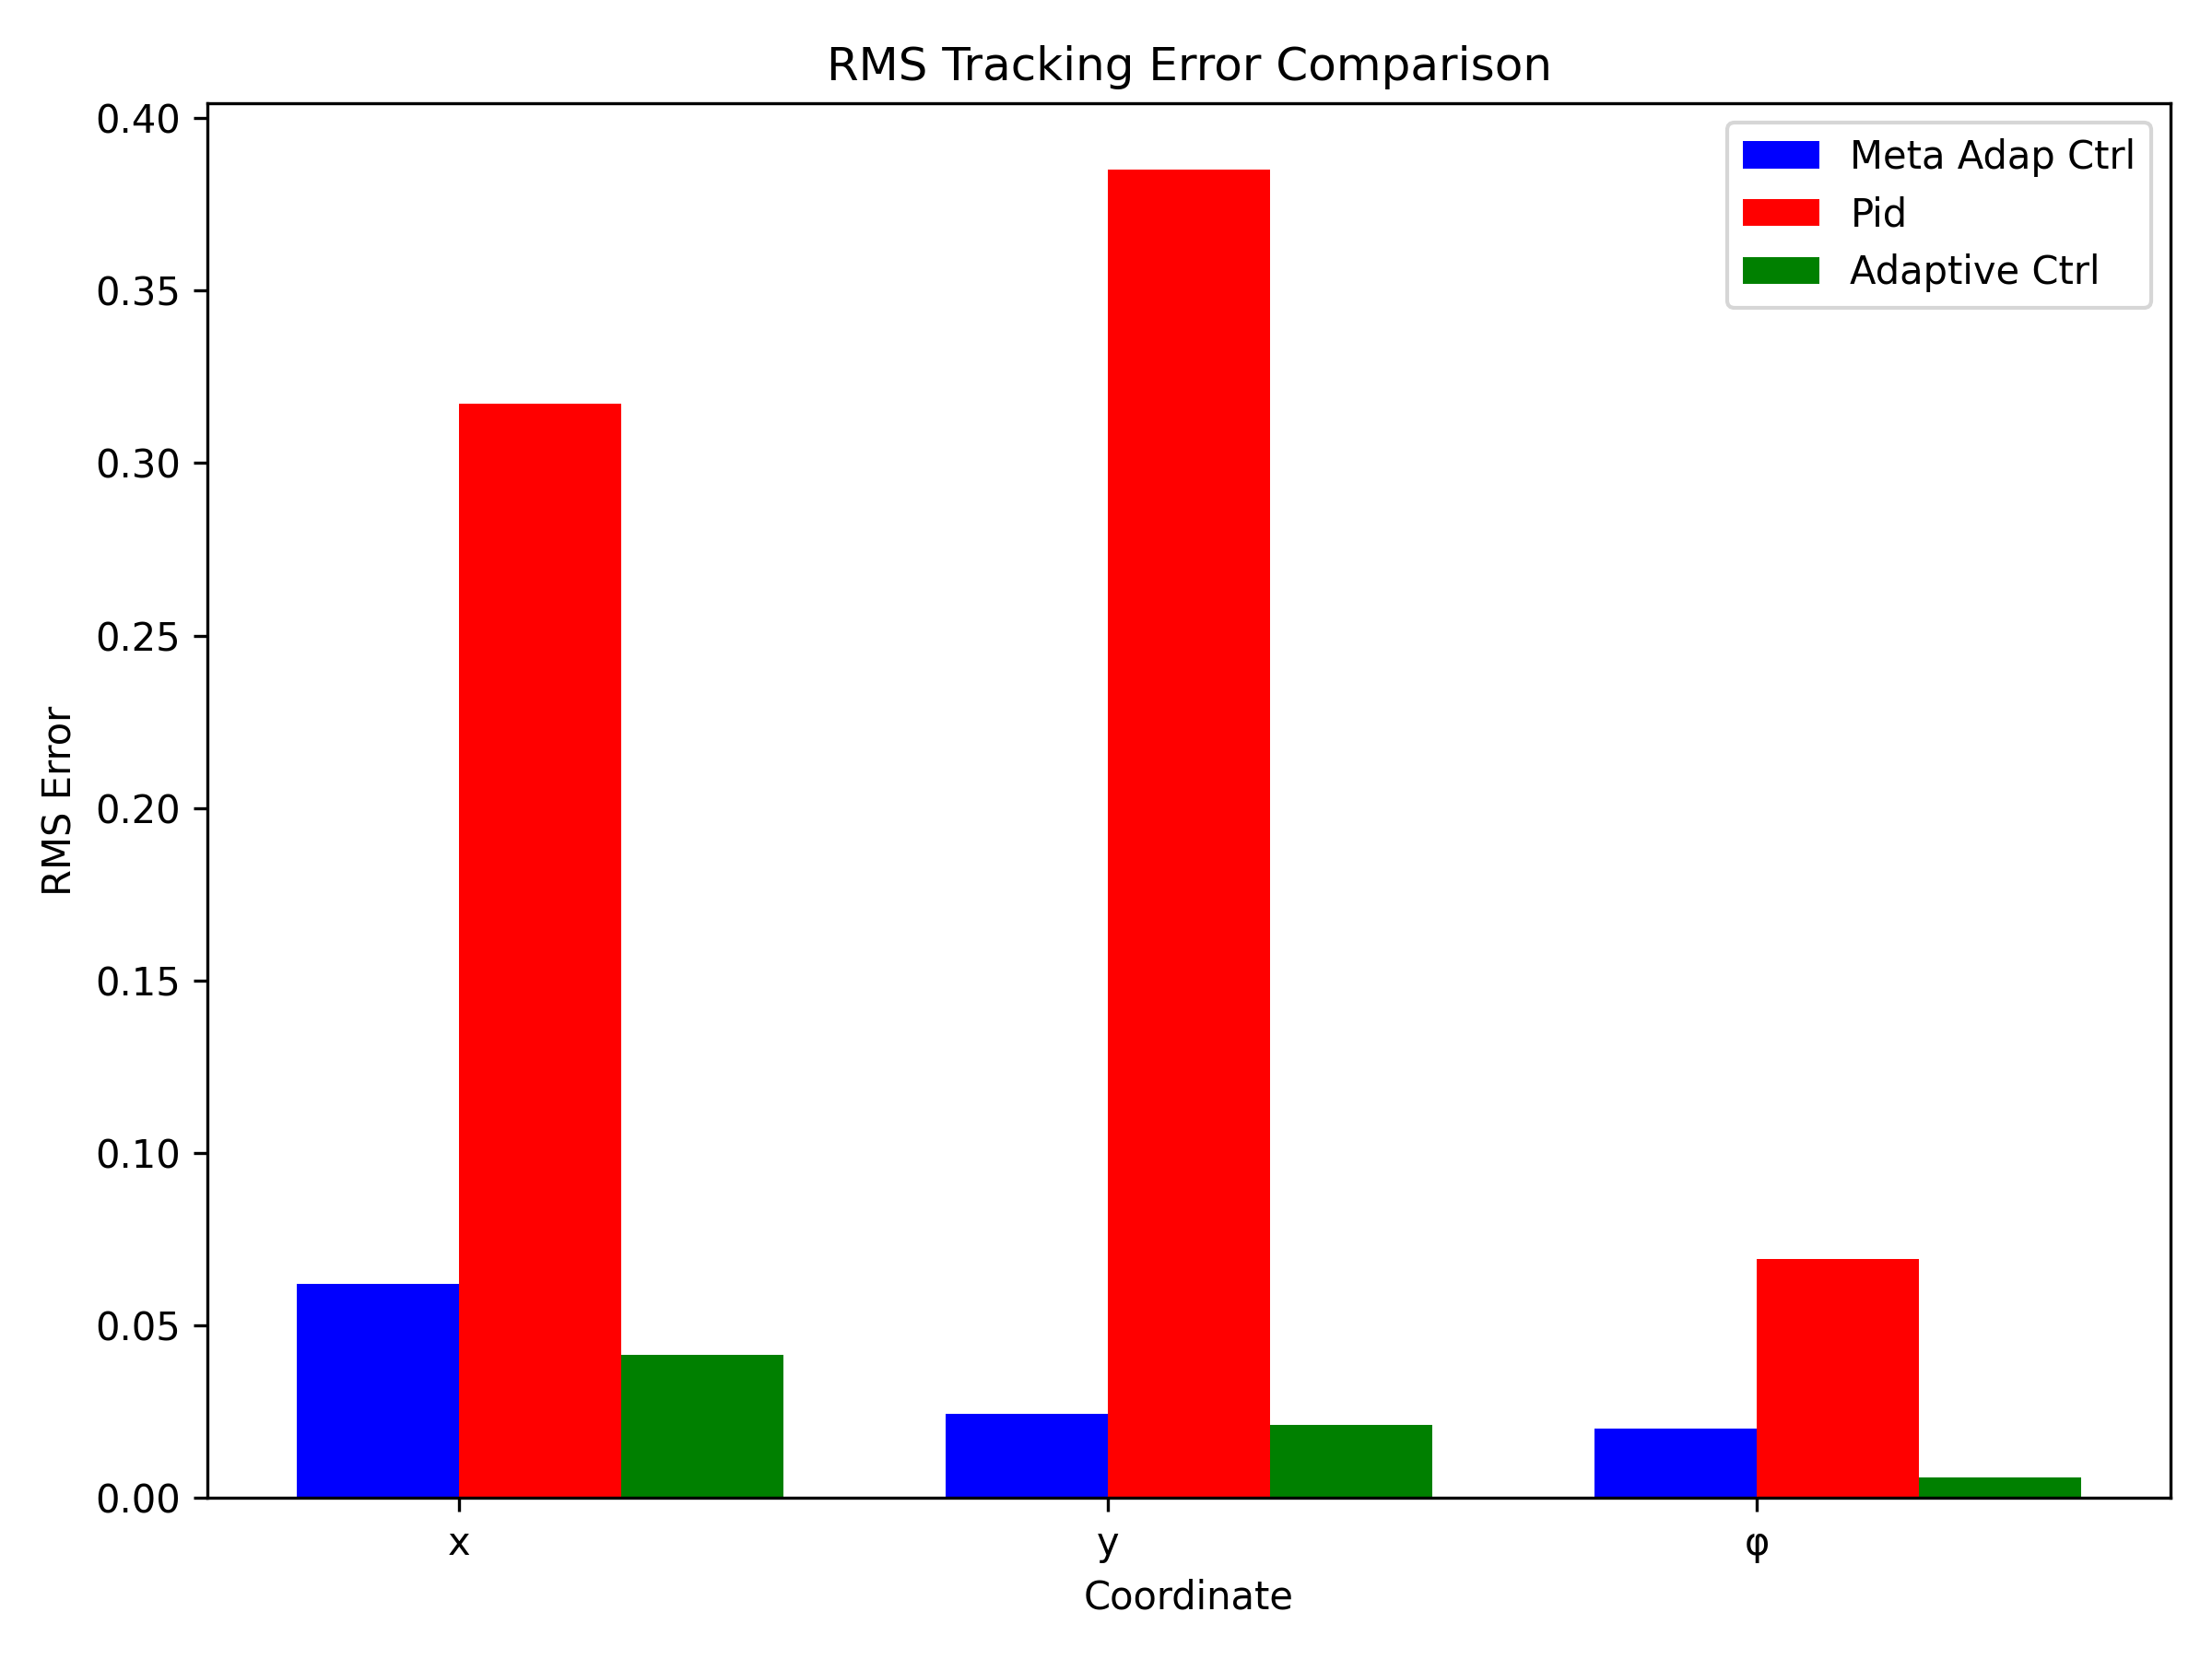 RMS Tracking Error Comparison
Meta Adap Ctrl
Pid
Adaptive Ctrl
RMS Error
0.40
0.35
0.30
0.25
0.20
0.15
0.10
0.05
0.00
x
y
φ
Coordinate